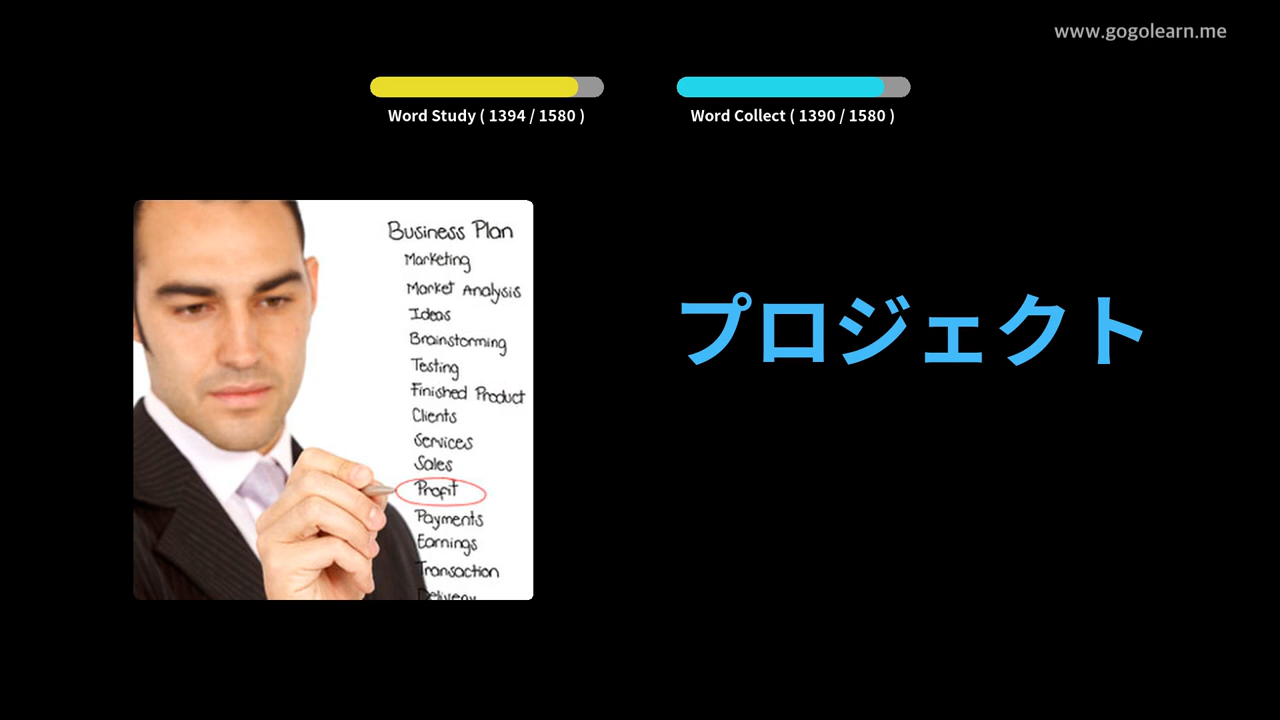 www.gogolearn.me
Word Study ( 1394 / 1580 )
Word Collect ( 1390 / 1580 )
Business Plan
Marketing
Market Analysis
Ideas
Brainstorming
Testing
Finished Product
Clients
Services
Sales
Profit
Payments
Earnings
Transaction
Delivery
プロジェクト